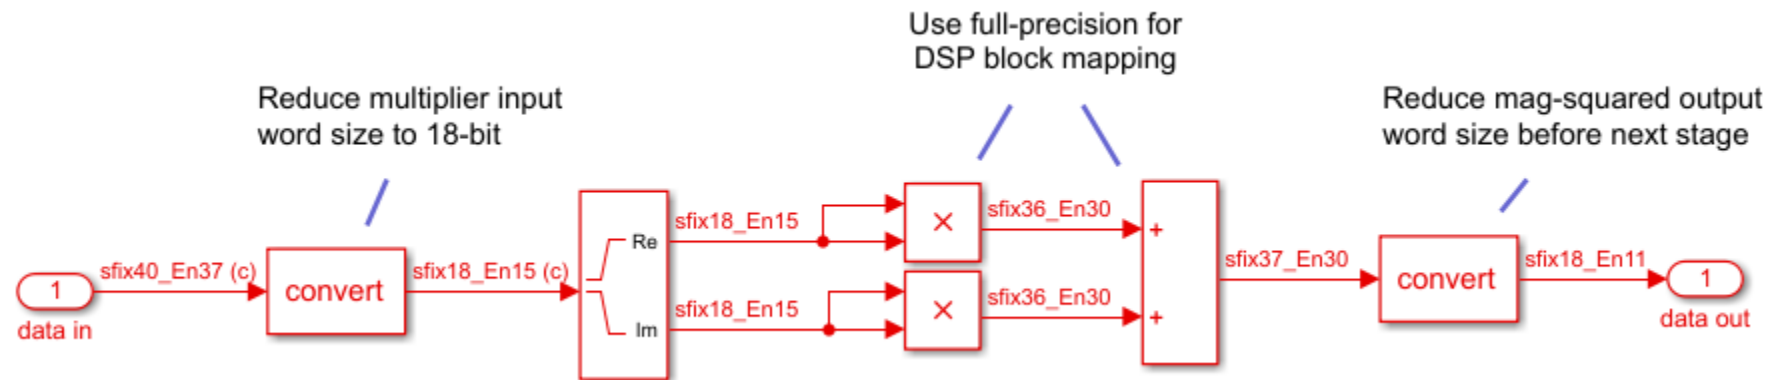 Use full-precision for
DSP block mapping
Reduce multiplier input
word size to 18-bit
Reduce mag-squared output
word size before next stage
1
data in
sfix40_En37 (c)
convert
sfix18_En15 (c)
Re
Im
sfix18_En15
sfix18_En15
×
×
sfix36_En30
sfix36_En30
+
+
sfix37_En30
convert
sfix18_En11
1
data out